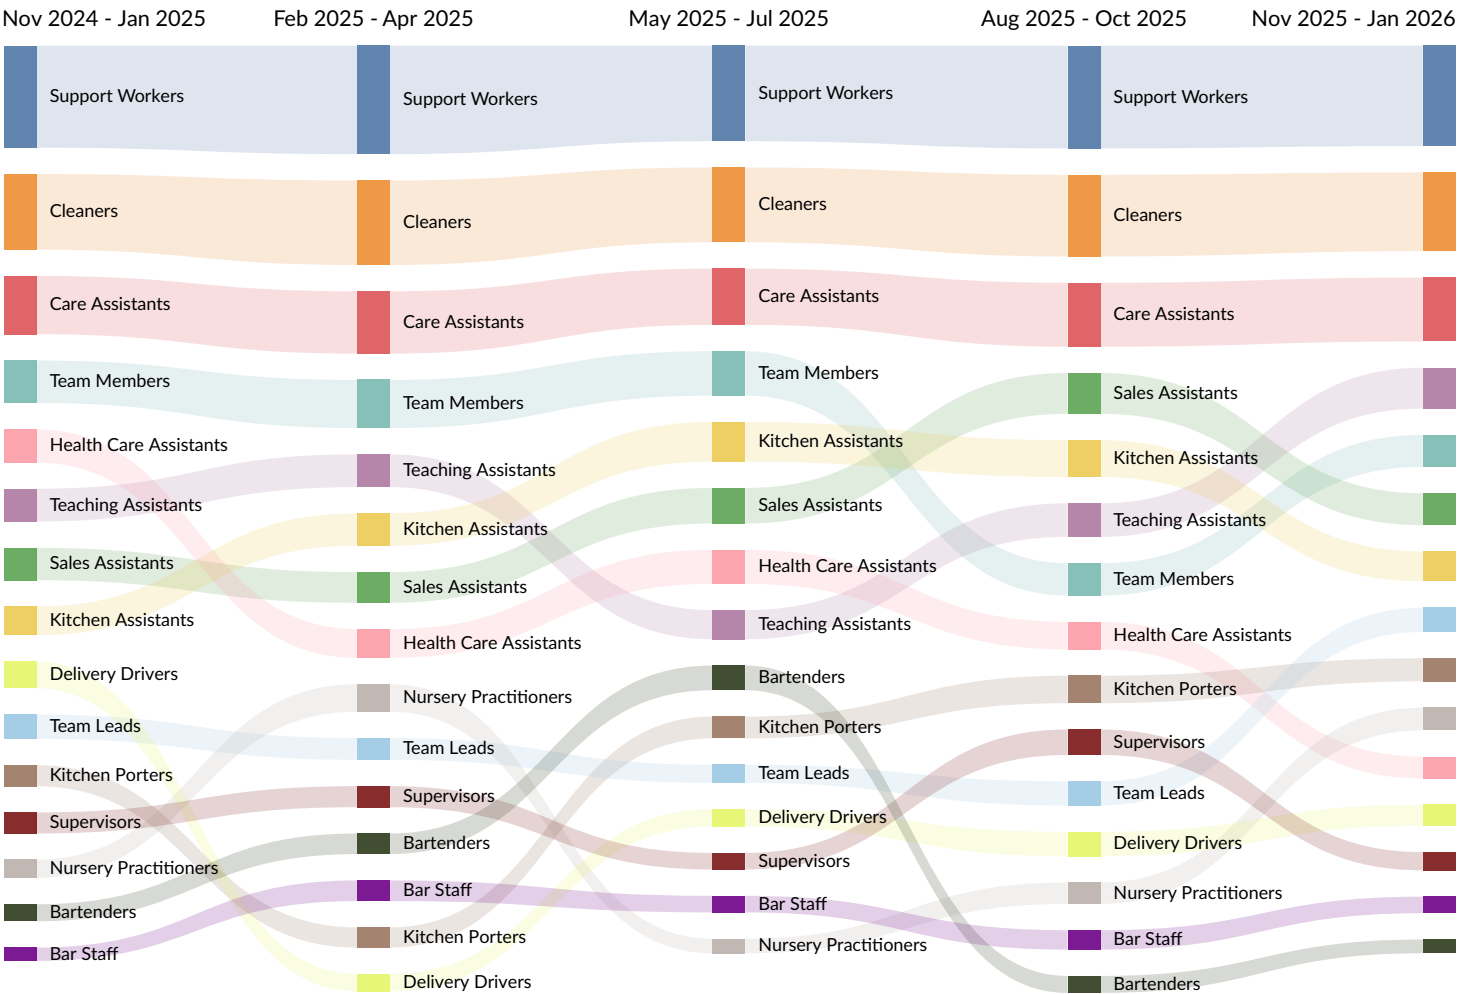 Nov 2024 - Jan 2025
Feb 2025 - Apr 2025
May 2025 - Jul 2025
Aug 2025 - Oct 2025
Nov 2025 - Jan 2026
Support Workers
Cleaners
Care Assistants
Team Members
Health Care Assistants
Teaching Assistants
Sales Assistants
Kitchen Assistants
Delivery Drivers
Team Leads
Kitchen Porters
Supervisors
Nursery Practitioners
Bartenders
Bar Staff
Support Workers
Cleaners
Care Assistants
Team Members
Teaching Assistants
Kitchen Assistants
Sales Assistants
Health Care Assistants
Nursery Practitioners
Team Leads
Supervisors
Bartenders
Bar Staff
Kitchen Porters
Delivery Drivers
Support Workers
Cleaners
Care Assistants
Team Members
Kitchen Assistants
Sales Assistants
Health Care Assistants
Teaching Assistants
Bartenders
Kitchen Porters
Team Leads
Delivery Drivers
Supervisors
Bar Staff
Nursery Practitioners
Support Workers
Cleaners
Care Assistants
Sales Assistants
Kitchen Assistants
Teaching Assistants
Team Members
Health Care Assistants
Kitchen Porters
Supervisors
Team Leads
Delivery Drivers
Nursery Practitioners
Bar Staff
Bartenders